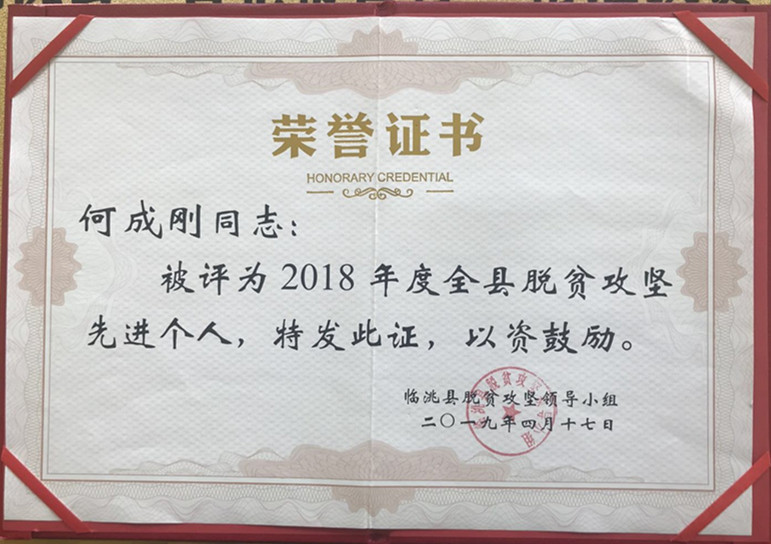 荣誉证书
HONORARY CREDENTIAL
何成刚同志：
被评为2018年度全县脱贫攻坚
先进个人，特发此证，以资鼓励。
临洮县脱贫攻坚领导小组
二〇一九年四月十七日